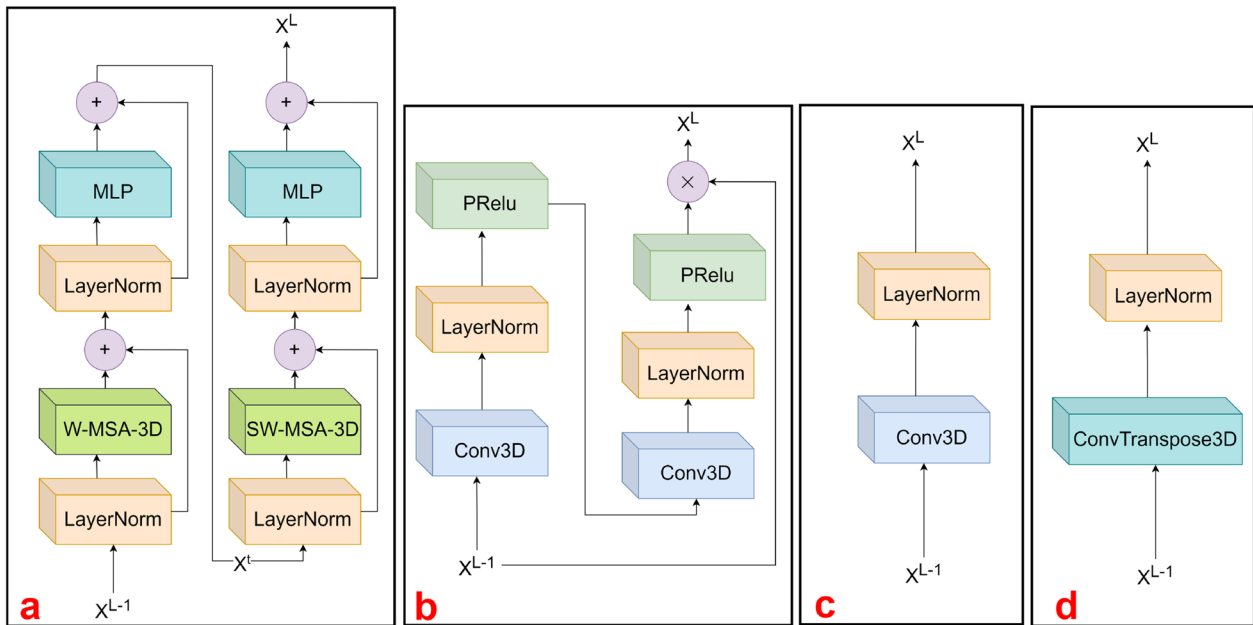 X^L
+
+
MLP
MLP
LayerNorm
LayerNorm
+
+
W-MSA-3D
SW-MSA-3D
LayerNorm
LayerNorm
X^t
X^L-1
a
X^L
×
PRelu
PRelu
LayerNorm
LayerNorm
Conv3D
Conv3D
X^L-1
b
X^L
LayerNorm
Conv3D
X^L-1
c
X^L
LayerNorm
ConvTranspose3D
X^L-1
d